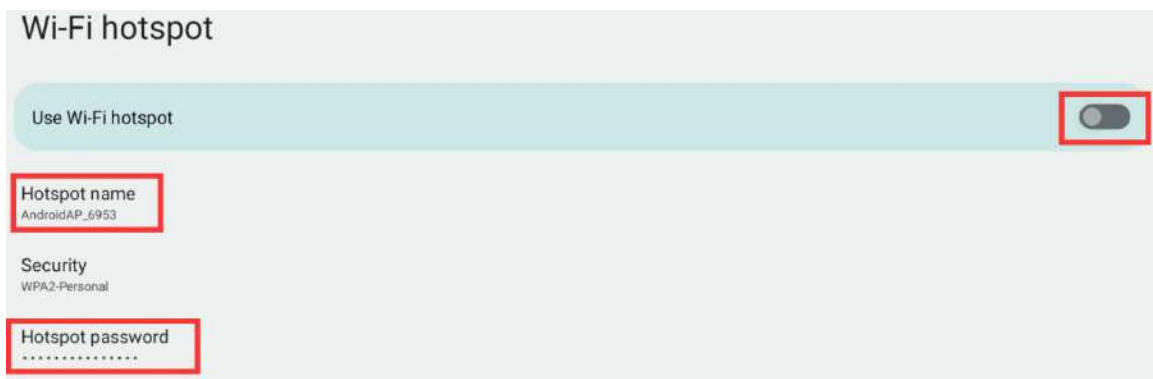 Wi-Fi hotspot
Use Wi-Fi hotspot
Hotspot name
AndroidAP_6953
Security
WPA2-Personal
Hotspot password
•••••••••••••••